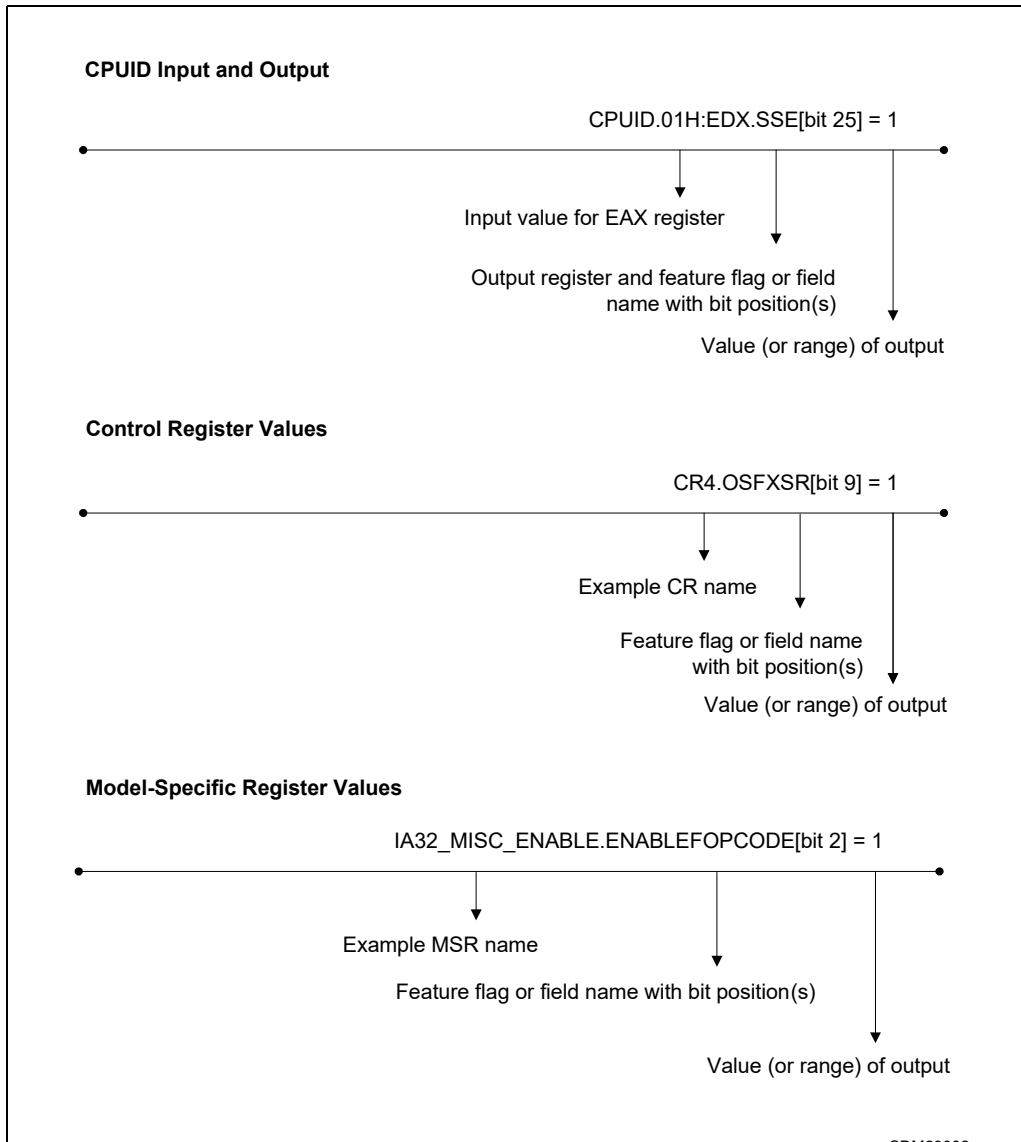 CPUID Input and Output
CPUID.01H:EDX.SSE[bit 25] = 1
Input value for EAX register
Output register and feature flag or field
name with bit position(s)
Value (or range) of output
Control Register Values
CR4.OSFXSR[bit 9] = 1
Example CR name
Feature flag or field name
with bit position(s)
Value (or range) of output
Model-Specific Register Values
IA32_MISC_ENABLE.ENABLEFOPCODE[bit 2] = 1
Example MSR name
Feature flag or field name with bit position(s)
Value (or range) of output